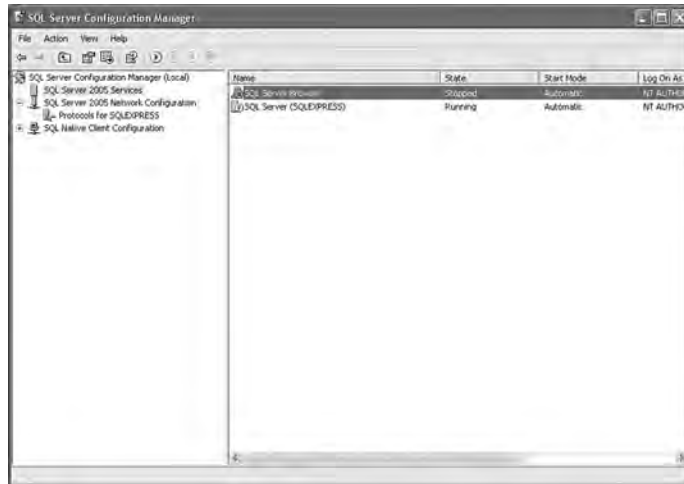 SQL Server Configuration Manager
File Action View Help
SQL Server Configuration Manager (Local)
SQL Server 2005 Services
SQL Server 2005 Network Configuration
Protocols for SQLEXPRESS
SQL Native Client Configuration
Name State Start Mode Log On As
SQL Server Browser Stopped Automatic NT AUTHO
SQL Server (SQLEXPRESS) Running Automatic NT AUTHO